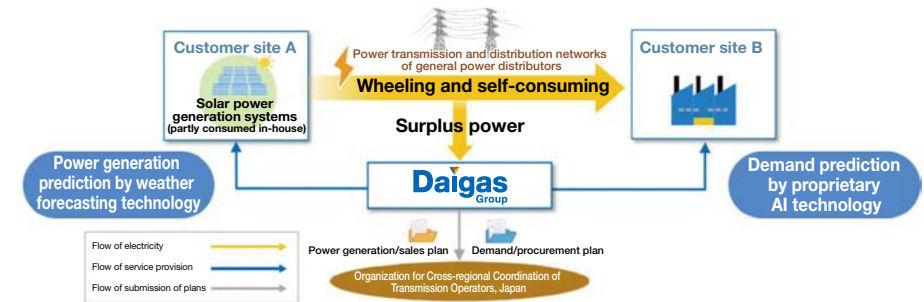 Customer site A
Solar power
generation systems
(partly consumed in-house)
Power transmission and distribution networks
of general power distributors
Wheeling and self-consuming
Surplus power
Customer site B
Power generation
prediction by weather
forecasting technology
Daigas
Group
Demand prediction
by proprietary
AI technology
Flow of electricity
Flow of service provision
Flow of submission of plans
Power generation/sales plan
Demand/procurement plan
Organization for Cross-regional Coordination of
Transmission Operators, Japan